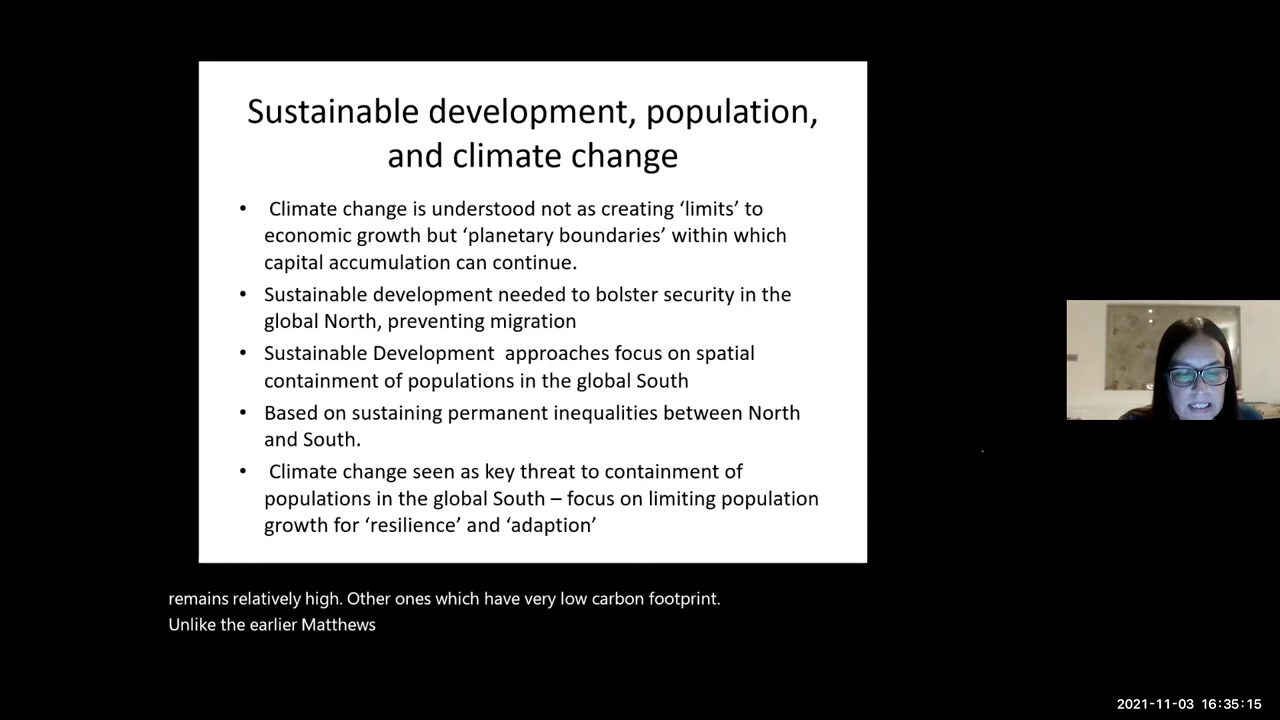 Sustainable development, population,
and climate change
• Climate change is understood not as creating ‘limits’ to
economic growth but ‘planetary boundaries’ within which
capital accumulation can continue.
• Sustainable development needed to bolster security in the
global North, preventing migration
• Sustainable Development approaches focus on spatial
containment of populations in the global South
• Based on sustaining permanent inequalities between North
and South.
• Climate change seen as key threat to containment of
populations in the global South – focus on limiting population
growth for ‘resilience’ and ‘adaption’
remains relatively high. Other ones which have very low carbon footprint.
Unlike the earlier Matthews
2021-11-03 16:35:15